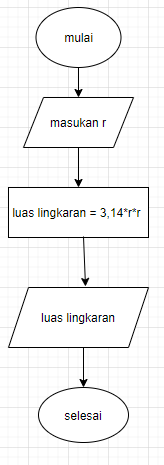 mulai
masukan r
luas lingkaran = 3,14*r*r
luas lingkaran
selesai